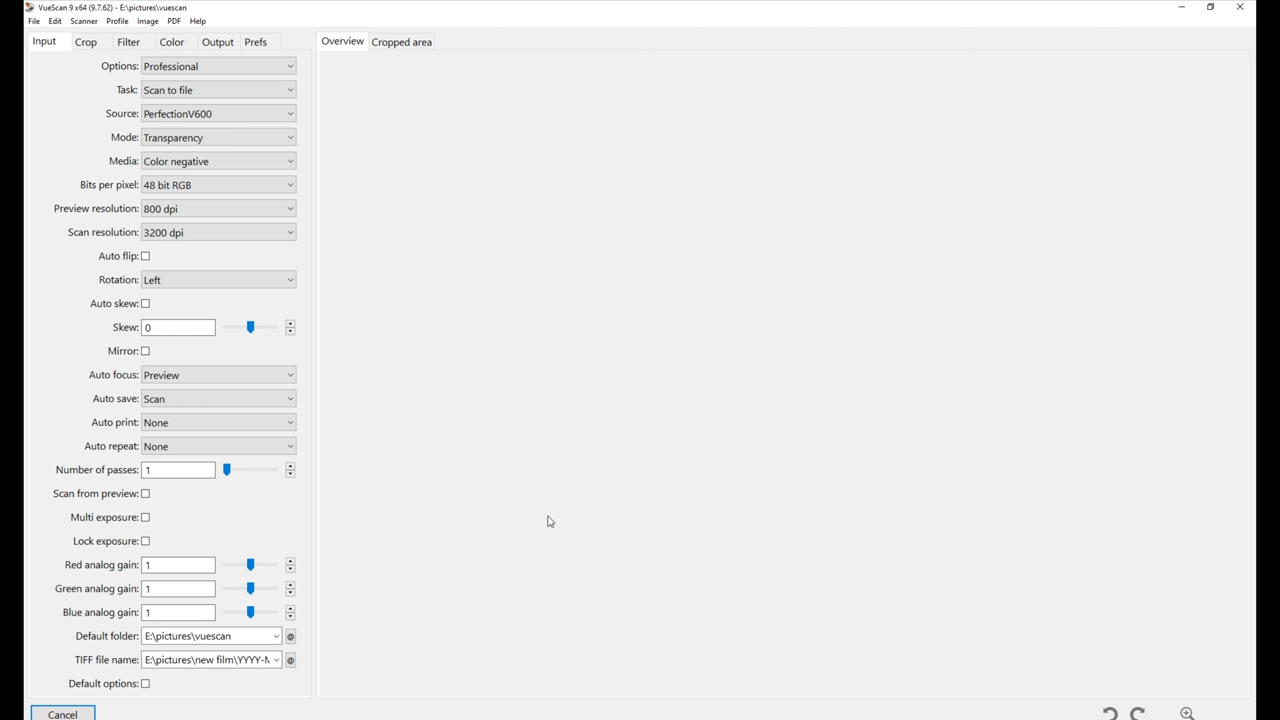 VueScan 9 x64 (9.7.62) - E:\pictures\vuescan
File Edit Scanner Profile Image PDF Help
Input Crop Filter Color Output Prefs Overview Cropped area
Options: Professional
Task: Scan to file
Source: PerfectionV600
Mode: Transparency
Media: Color negative
Bits per pixel: 48 bit RGB
Preview resolution: 800 dpi
Scan resolution: 3200 dpi
Auto flip:
Rotation: Left
Auto skew:
Skew: 0
Mirror:
Auto focus: Preview
Auto save: Scan
Auto print: None
Auto repeat: None
Number of passes: 1
Scan from preview:
Multi exposure:
Lock exposure:
Red analog gain: 1
Green analog gain: 1
Blue analog gain: 1
Default folder: E:\pictures\vuescan @
TIFF file name: E:\pictures\new film\YYYY-M @
Default options:
Cancel